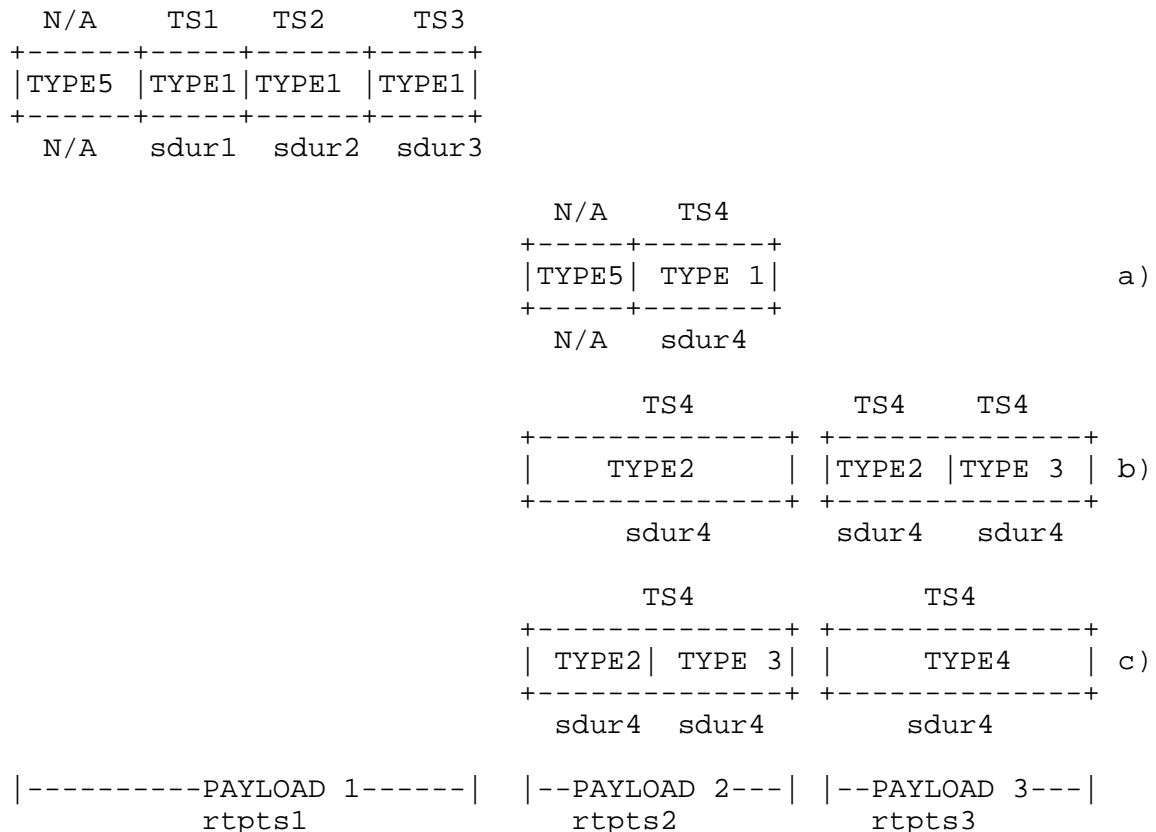 N/A TS1 TS2 TS3
+------+-----+------+-----+
|TYPE5 |TYPE1|TYPE1 |TYPE1|
+------+-----+------+-----+
N/A sdur1 sdur2 sdur3
N/A TS4
+-----+-------+
|TYPE5| TYPE 1| a)
+-----+-------+
N/A sdur4
TS4 TS4 TS4
+--------------+ +--------------+
| TYPE2 | |TYPE2 |TYPE 3 | b)
+--------------+ +--------------+
sdur4 sdur4 sdur4
TS4 TS4
+--------------+ +--------------+
| TYPE2| TYPE 3| | TYPE4 | c)
+--------------+ +--------------+
sdur4 sdur4 sdur4
|----------PAYLOAD 1------| |--PAYLOAD 2---| |--PAYLOAD 3---|
rtpts1 rtpts2 rtpts3